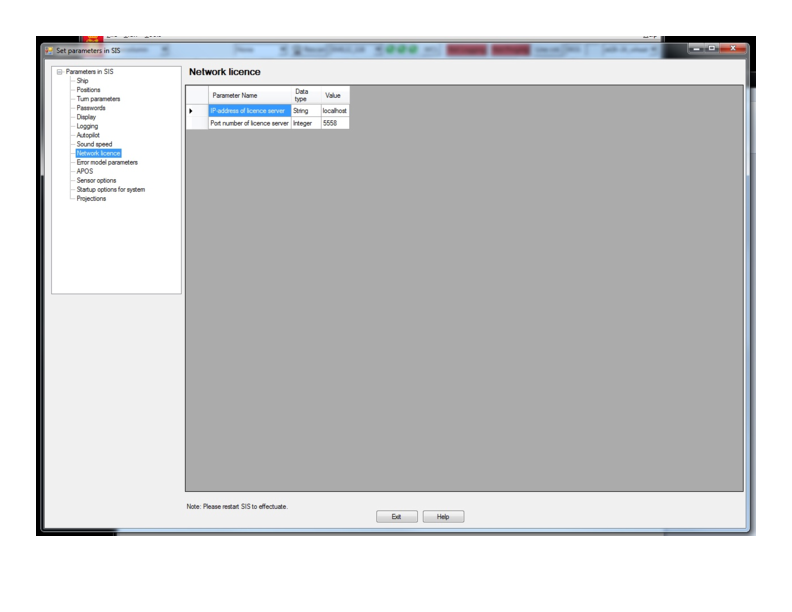 Set parameters in SIS
Parameters in SIS
Ship
Positions
Turn parameters
Passwords
Display
Logging
Autopilot
Sound speed
Network licence
Error model parameters
APOS
Sensor options
Startup options for system
Projections
Network licence
Parameter Name Data type Value
IP-address of licence server String localhost
Port number of licence server Integer 5558
Note: Please restart SIS to effectuate.
Exit Help